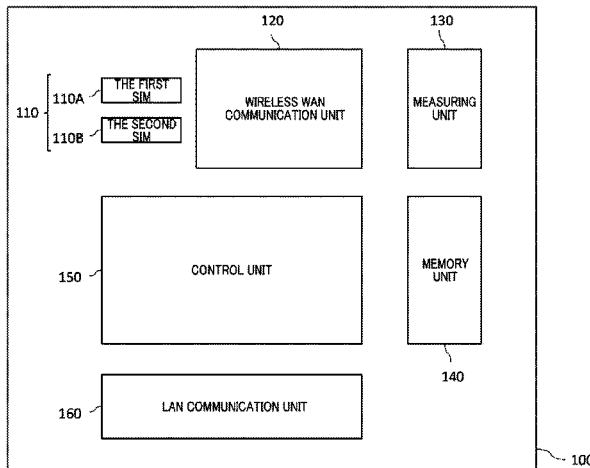 120
130
110
110A
THE FIRST
SIM
110B
THE SECOND
SIM
WIRELESS WAN
COMMUNICATION UNIT
MEASURING
UNIT
150
CONTROL UNIT
MEMORY
UNIT
140
160
LAN COMMUNICATION UNIT
100